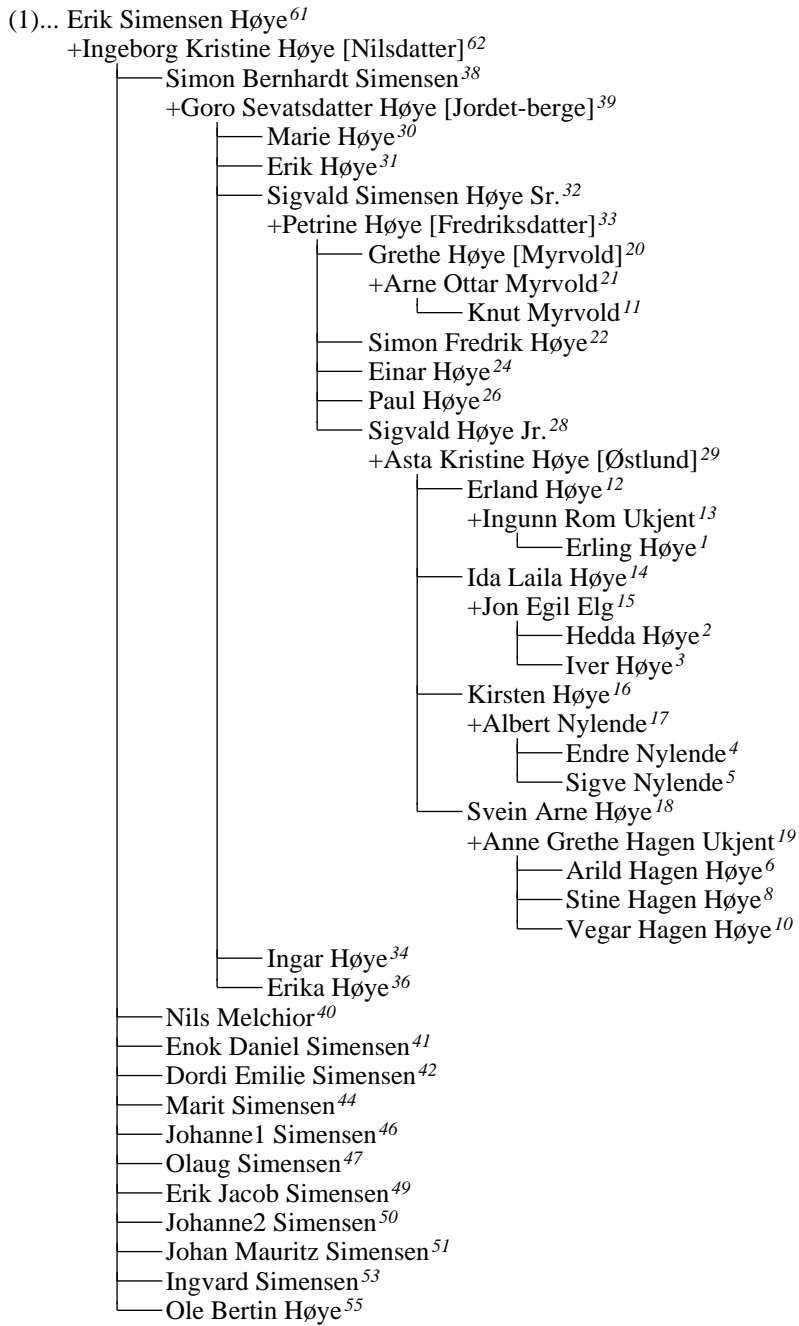 (1)... Erik Simensen Høye61
+Ingeborg Kristine Høye [Nilsdatter]62
Simon Bernhardt Simensen38
+Goro Sevatsdatter Høye [Jordet-berge]39
Marie Høye30
Erik Høye31
Sigvald Simensen Høye Sr.32
+Petrine Høye [Fredriksdatter]33
Grethe Høye [Myrvold]20
+Arne Ottar Myrvold21
Knut Myrvold11
Simon Fredrik Høye22
Einar Høye24
Paul Høye26
Sigvald Høye Jr.28
+Asta Kristine Høye [Østlund]29
Erland Høye12
+Ingunn Rom Ukjent13
Erling Høye1
Ida Laila Høye14
+Jon Egil Elg15
Hedda Høye2
Iver Høye3
Kirsten Høye16
+Albert Nylende17
Endre Nylende4
Sigve Nylende5
Svein Arne Høye18
+Anne Grethe Hagen Ukjent19
Arild Hagen Høye6
Stine Hagen Høye8
Vegar Hagen Høye10
Ingar Høye34
Erika Høye36
Nils Melchior40
Enok Daniel Simensen41
Dordi Emilie Simensen42
Marit Simensen44
Johanne1 Simensen46
Olaug Simensen47
Erik Jacob Simensen49
Johanne2 Simensen50
Johan Mauritz Simensen51
Ingvard Simensen53
Ole Bertin Høye55